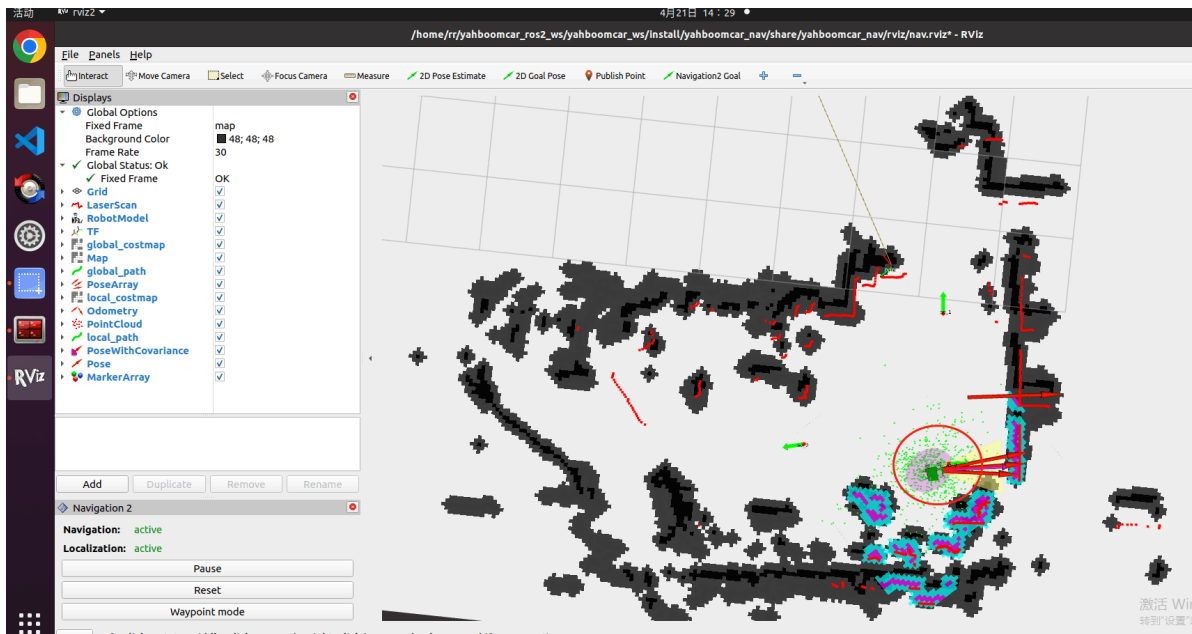 活动
rviz2
4月21日 14：29
/home/rr/yahboomcar_ros2_ws/yahboomcar_ws/install/yahboomcar_nav/share/yahboomcar_nav/rviz/nav.rviz* - RViz
File Panels Help
Interact Move Camera Select Focus Camera Measure 2D Pose Estimate 2D Goal Pose Publish Point Navigation2 Goal
Displays
Global Options
Fixed Frame map
Background Color 48; 48; 48
Frame Rate 30
Global Status: Ok
Fixed Frame OK
Grid
LaserScan
RobotModel
TF
global_costmap
Map
global_path
PoseArray
local_costmap
Odometry
PointCloud
local_path
PoseWithCovariance
Pose
MarkerArray
RViz
Add Duplicate Remove Rename
Navigation 2
Navigation: active
Localization: active
Pause
Reset
Waypoint mode
激活 Win
转到"设置"